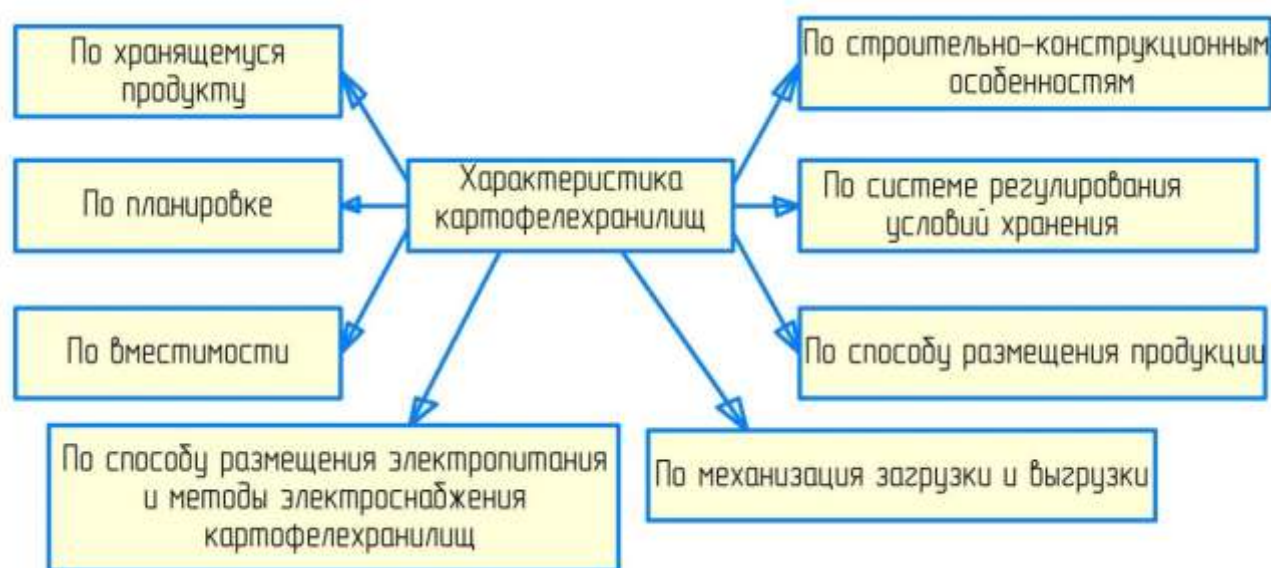 По хранящемуся
продукту
По строительно-конструкционным
особенностям
По планировке
Характеристика
картофелехранилищ
По системе регулирования
условий хранения
По вместимости
По способу размещения продукции
По способу размещения электропитания
и методы электроснабжения
картофелехранилищ
По механизация загрузки и выгрузки